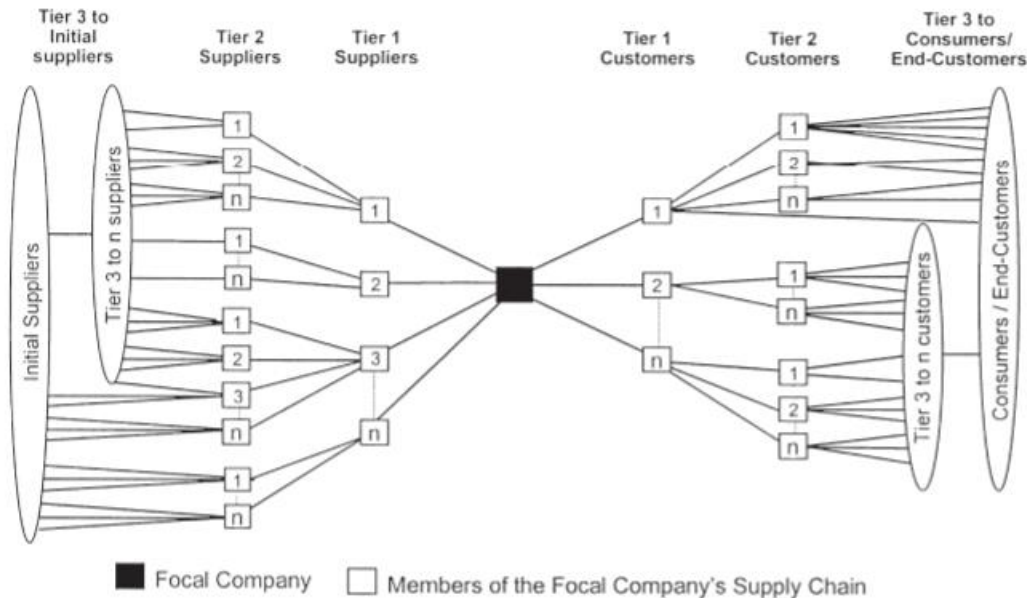 Tier 3 to
Initial
suppliers
Tier 2
Suppliers
Tier 1
Suppliers
Tier 1
Customers
Tier 2
Customers
Tier 3 to
Consumers/
End-Customers
Initial Suppliers
Tier 3 to n suppliers
1
2
n
1
n
1
2
3
n
1
n
1
2
3
n
1
2
n
1
2
n
1
n
1
2
n
Tier 3 to n customers
Consumers / End-Customers
Focal Company
Members of the Focal Company's Supply Chain